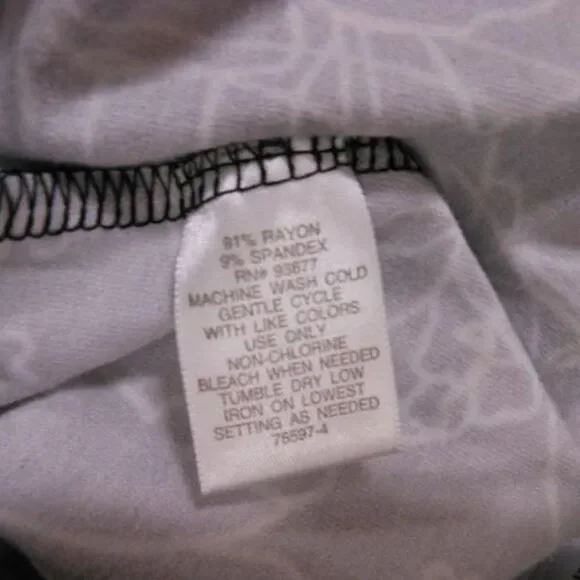 91% RAYON
9% SPANDEX
RN# 93677
MACHINE WASH COLD
GENTLE CYCLE
WITH LIKE COLORS
USE ONLY
NON-CHLORINE
BLEACH WHEN NEEDED
TUMBLE DRY LOW
IRON ON LOWEST
SETTING AS NEEDED
75597-4